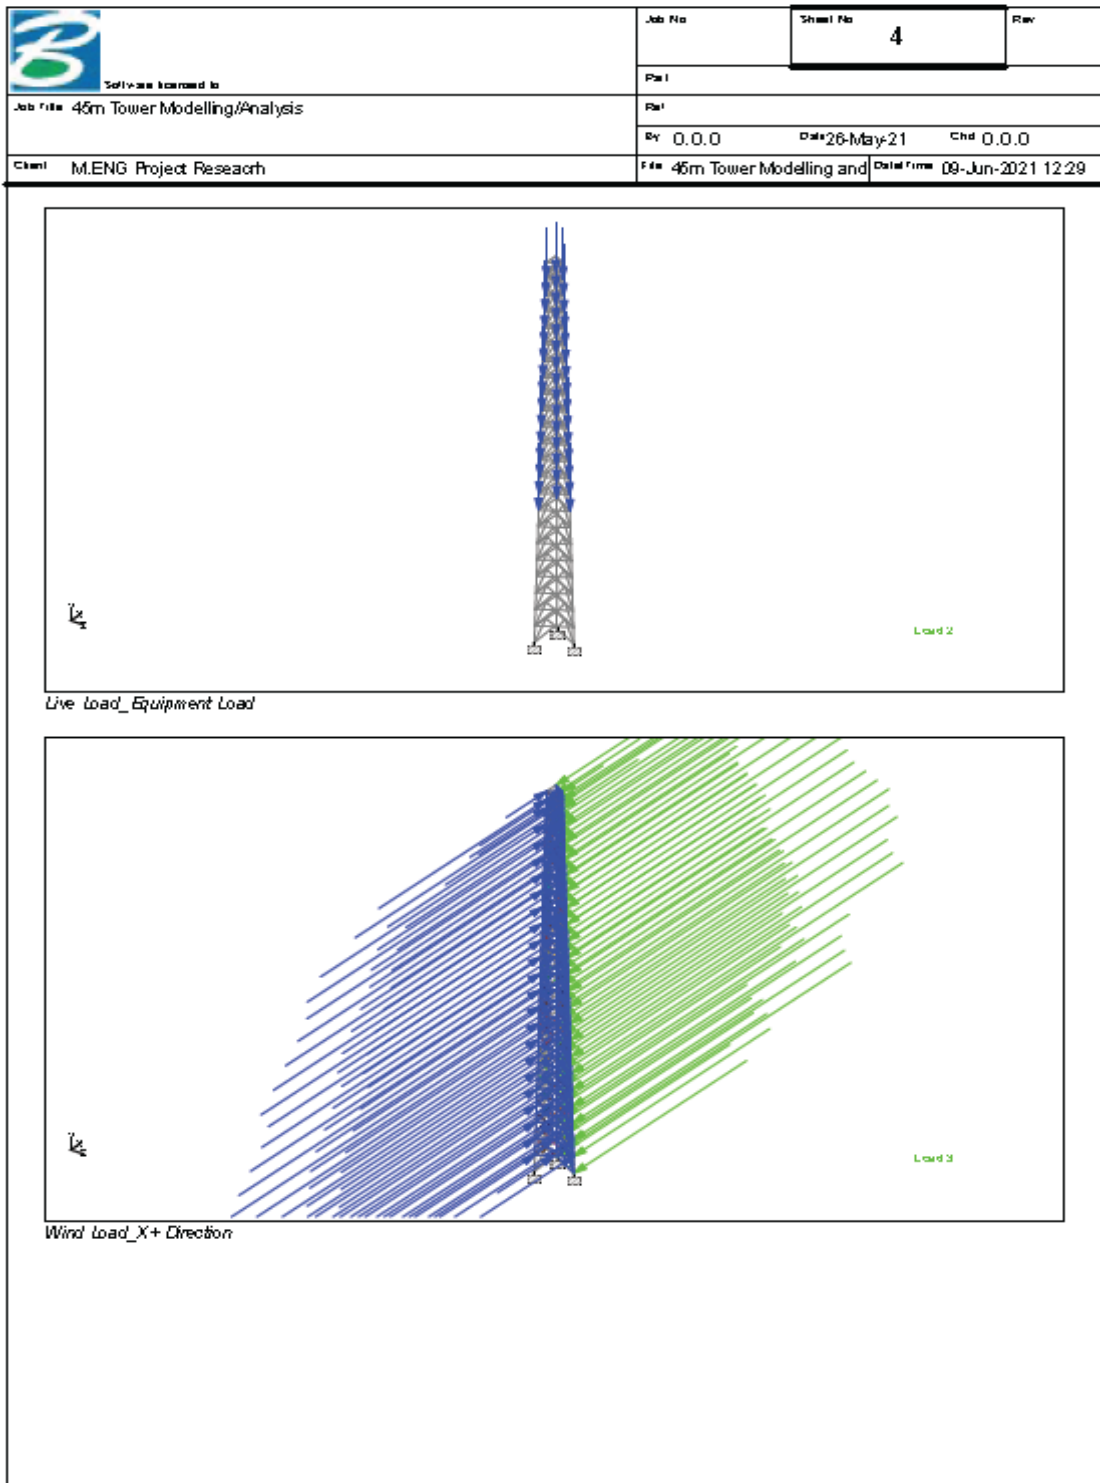 Job No
Sheet No
4
Rev
Software licensed to
Part
Job Title 45m Tower Modelling/Analysis
Ref
By 0.0.0 Date 26-May-21 Chd 0.0.0
Client M.ENG Project Reseacrh
File 45m Tower Modelling and Date/Time 09-Jun-2021 12:29
Load 2
Live Load_Equipment Load
Load 3
Wind Load_X+ Direction